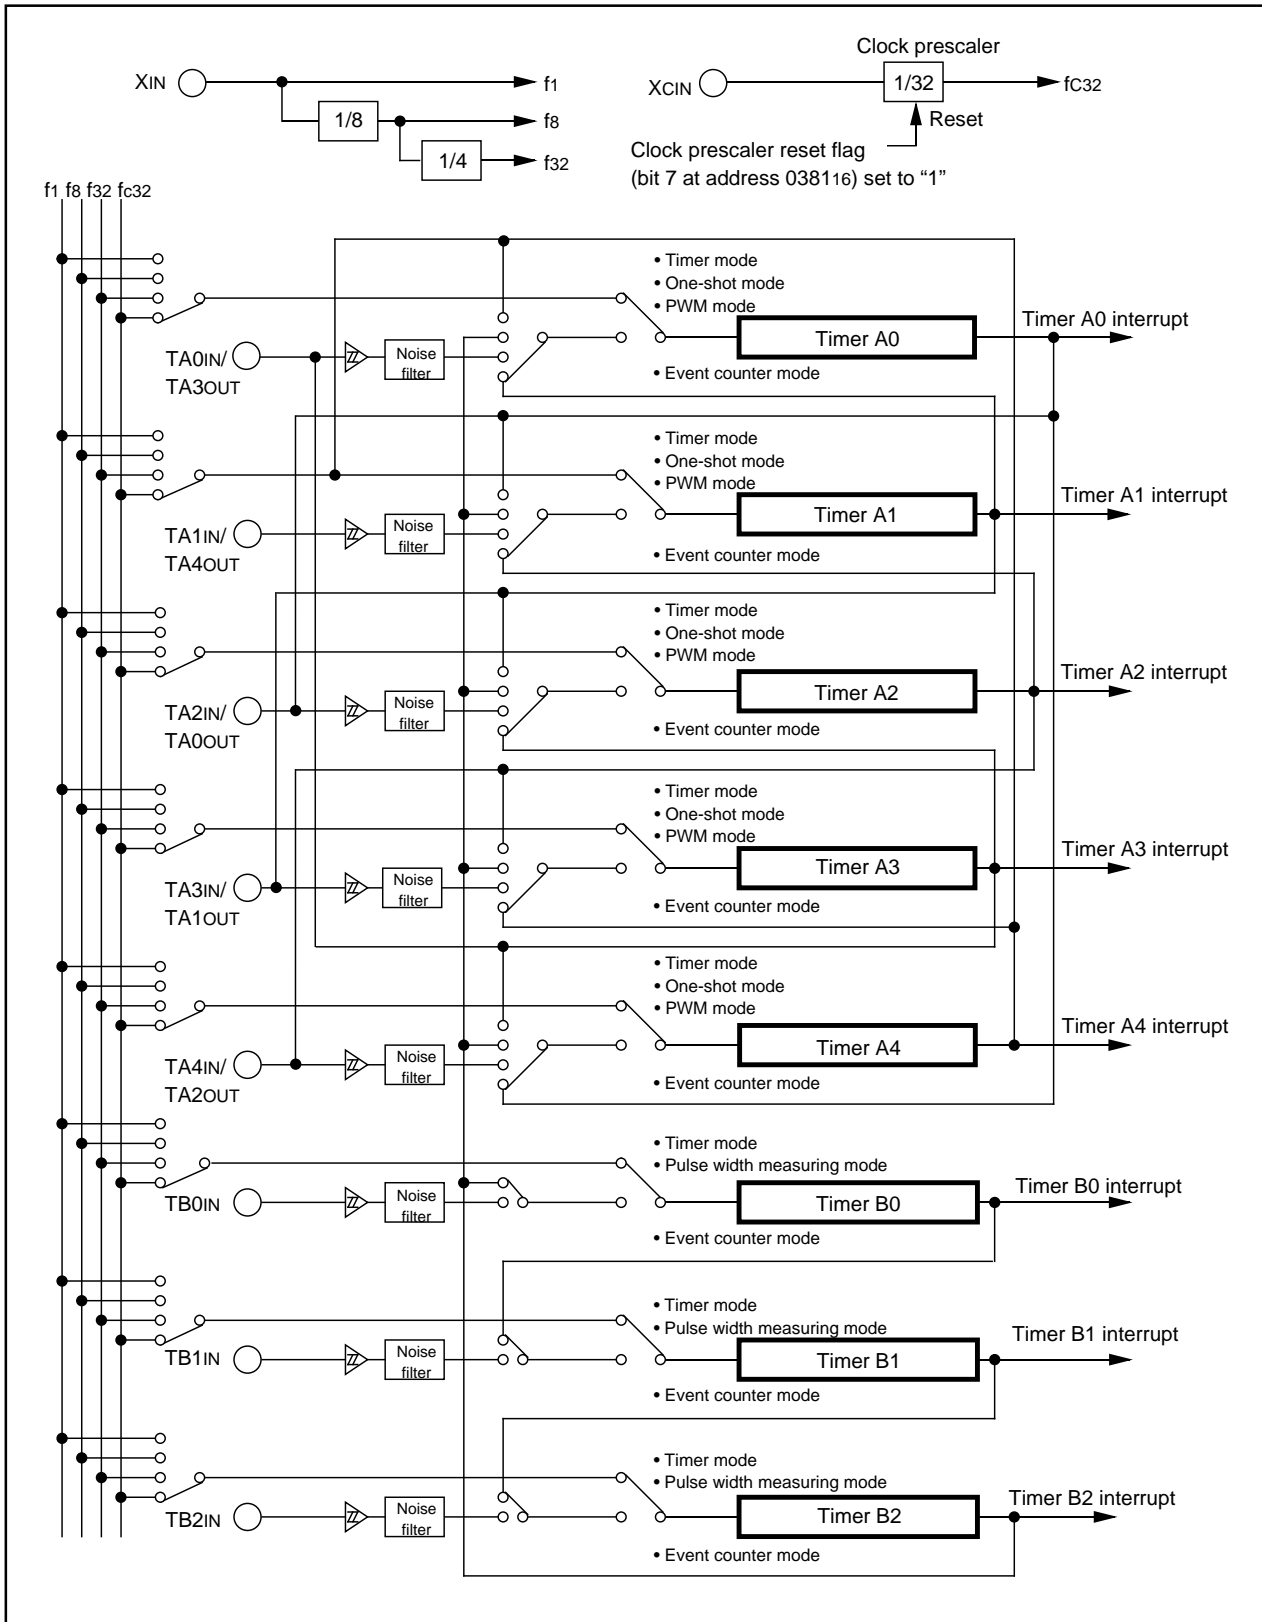 Clock prescaler
XIN
f1
XCIN
1/32
fC32
1/8
f8
Reset
1/4
f32
Clock prescaler reset flag
(bit 7 at address 038116) set to “1”
f1 f8 f32 fc32
• Timer mode
• One-shot mode
• PWM mode
Timer A0
Timer A0 interrupt
TA0IN/
TA3OUT
Noise
filter
• Event counter mode
• Timer mode
• One-shot mode
• PWM mode
Timer A1
Timer A1 interrupt
TA1IN/
TA4OUT
Noise
filter
• Event counter mode
• Timer mode
• One-shot mode
• PWM mode
Timer A2
Timer A2 interrupt
TA2IN/
TA0OUT
Noise
filter
• Event counter mode
• Timer mode
• One-shot mode
• PWM mode
Timer A3
Timer A3 interrupt
TA3IN/
TA1OUT
Noise
filter
• Event counter mode
• Timer mode
• One-shot mode
• PWM mode
Timer A4
Timer A4 interrupt
TA4IN/
TA2OUT
Noise
filter
• Event counter mode
• Timer mode
• Pulse width measuring mode
TB0IN
Noise
filter
Timer B0
Timer B0 interrupt
• Event counter mode
• Timer mode
• Pulse width measuring mode
TB1IN
Noise
filter
Timer B1
Timer B1 interrupt
• Event counter mode
• Timer mode
• Pulse width measuring mode
TB2IN
Noise
filter
Timer B2
Timer B2 interrupt
• Event counter mode